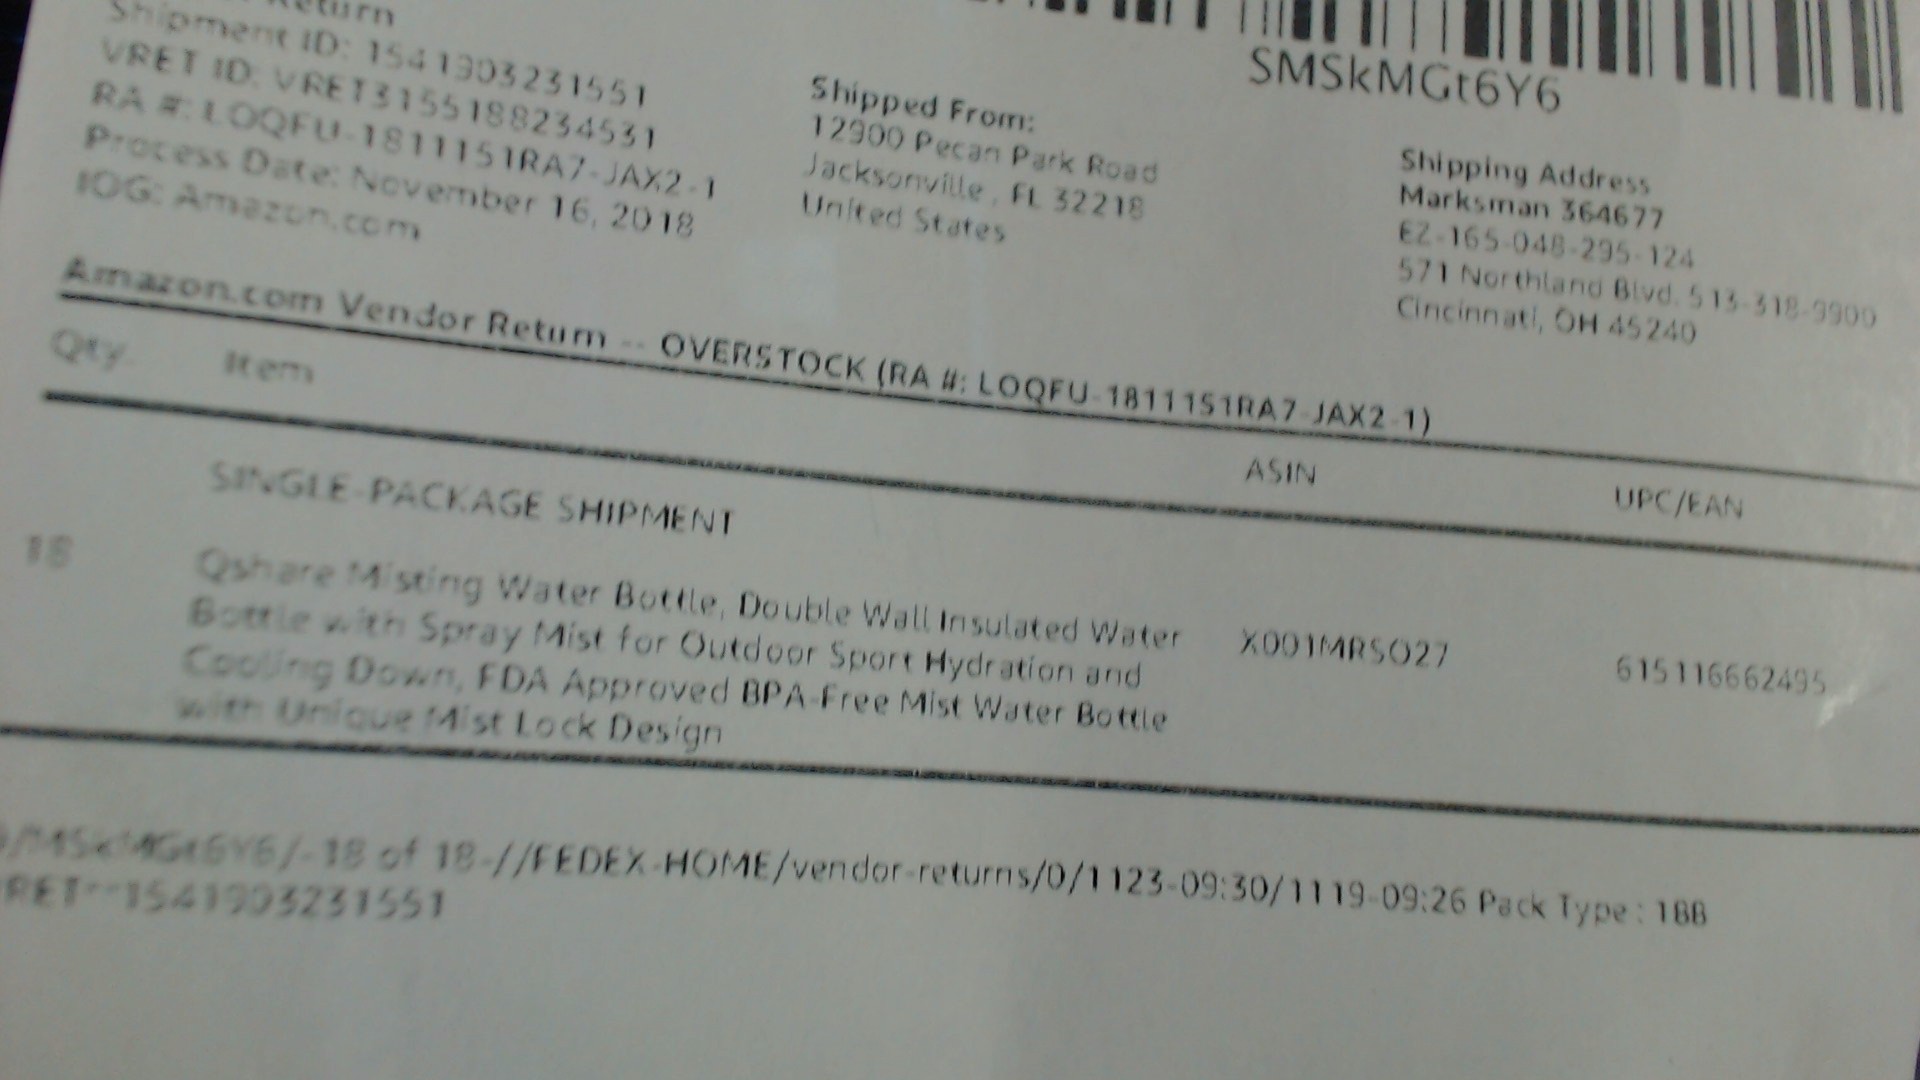 Return
Shipment ID: 1541903231551
VRET ID: VRET3155188234531
RA #: LOQFU-1811151RA7-JAX2-1
Process Date: November 16, 2018
IOG: Amazon.com
Shipped From:
12900 Pecan Park Road
Jacksonville , FL 32218
United States
SMSkMGt6Y6
Shipping Address
Marksman 364677
EZ-165-048-295-124
571 Northland Blvd. 513-318-9900
Cincinnati, OH 45240
Amazon.com Vendor Return -- OVERSTOCK (RA #: LOQFU-1811151RA7-JAX2-1)
Qty. Item ASIN UPC/EAN
SINGLE-PACKAGE SHIPMENT
18 Qshare Misting Water Bottle, Double Wall Insulated Water X001MRSO27 615116662495
Bottle with Spray Mist for Outdoor Sport Hydration and
Cooling Down, FDA Approved BPA-Free Mist Water Bottle
with Unique Mist Lock Design
/MSkMGt6Y6/-18 of 18-//FEDEX-HOME/vendor-returns/0/1123-09:30/1119-09:26 Pack Type : 1BB
RET--1541903231551